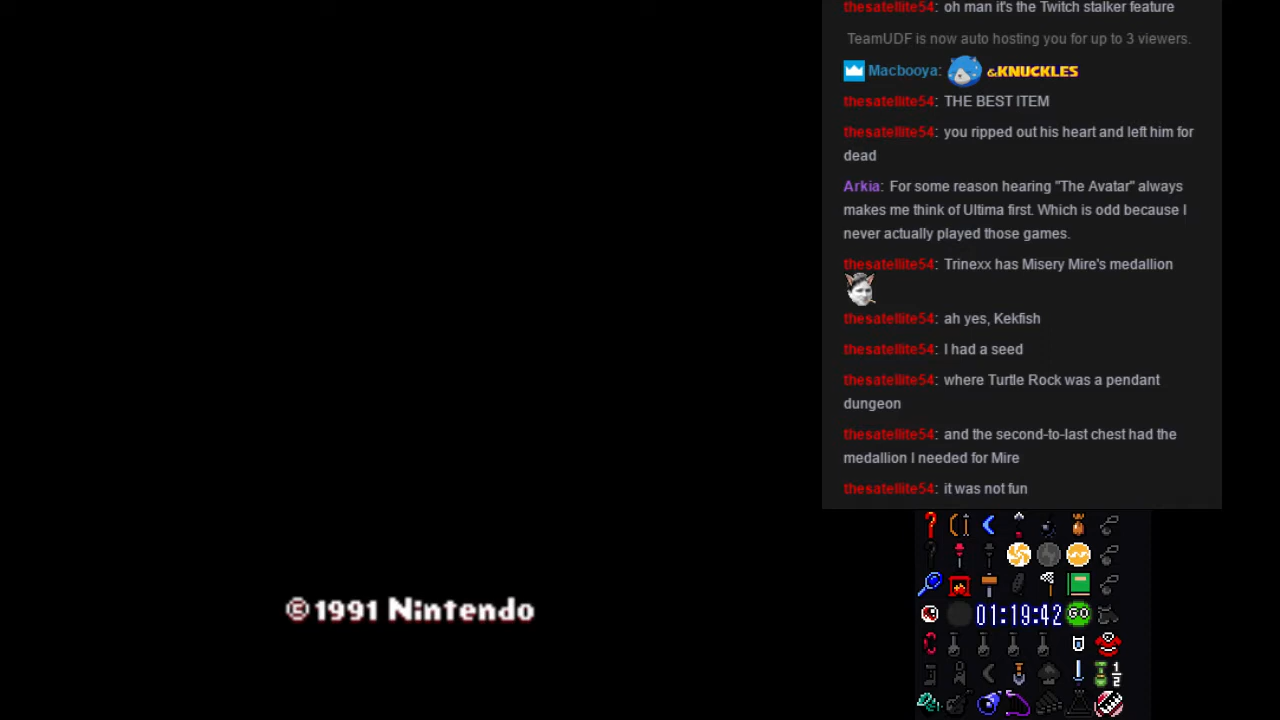 thesatellite54: oh man it's the Twitch stalker feature
TeamUDF is now auto hosting you for up to 3 viewers.
Macbooya: &KNUCKLES
thesatellite54: THE BEST ITEM
thesatellite54: you ripped out his heart and left him for
dead
Arkia: For some reason hearing "The Avatar" always
makes me think of Ultima first. Which is odd because I
never actually played those games.
thesatellite54: Trinexx has Misery Mire's medallion
thesatellite54: ah yes, Kekfish
thesatellite54: I had a seed
thesatellite54: where Turtle Rock was a pendant
dungeon
thesatellite54: and the second-to-last chest had the
medallion I needed for Mire
thesatellite54: it was not fun
©1991 Nintendo
01:19:42 GO
1/2